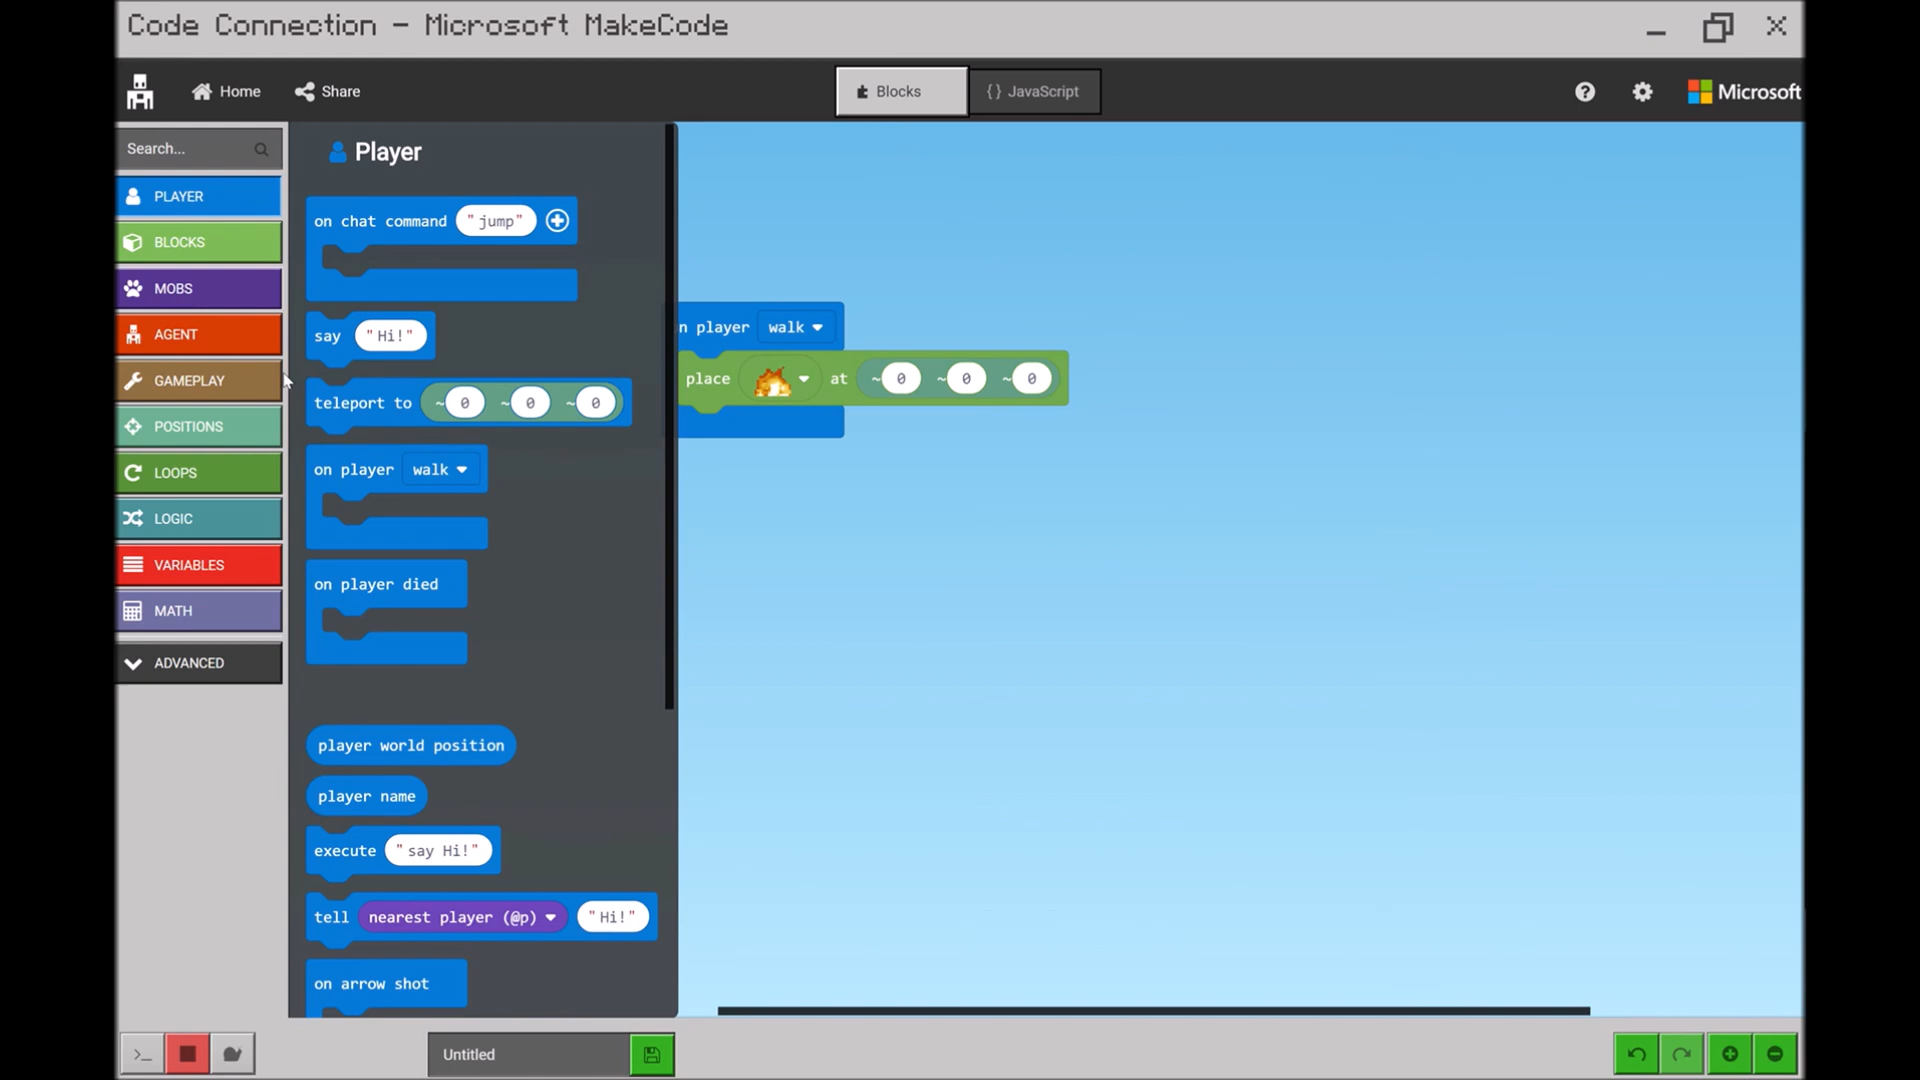 Code Connection - Microsoft MakeCode
Home
Share
Blocks
{ } JavaScript
?
Microsoft
Search...
PLAYER
BLOCKS
MOBS
AGENT
GAMEPLAY
POSITIONS
LOOPS
LOGIC
VARIABLES
MATH
ADVANCED
Player
on chat command "jump"
say "Hi!"
teleport to ~0 ~0 ~0
on player walk
on player died
player world position
player name
execute "say Hi!"
tell nearest player (@p) "Hi!"
on arrow shot
n player walk
place at ~0 ~0 ~0
>_
Untitled